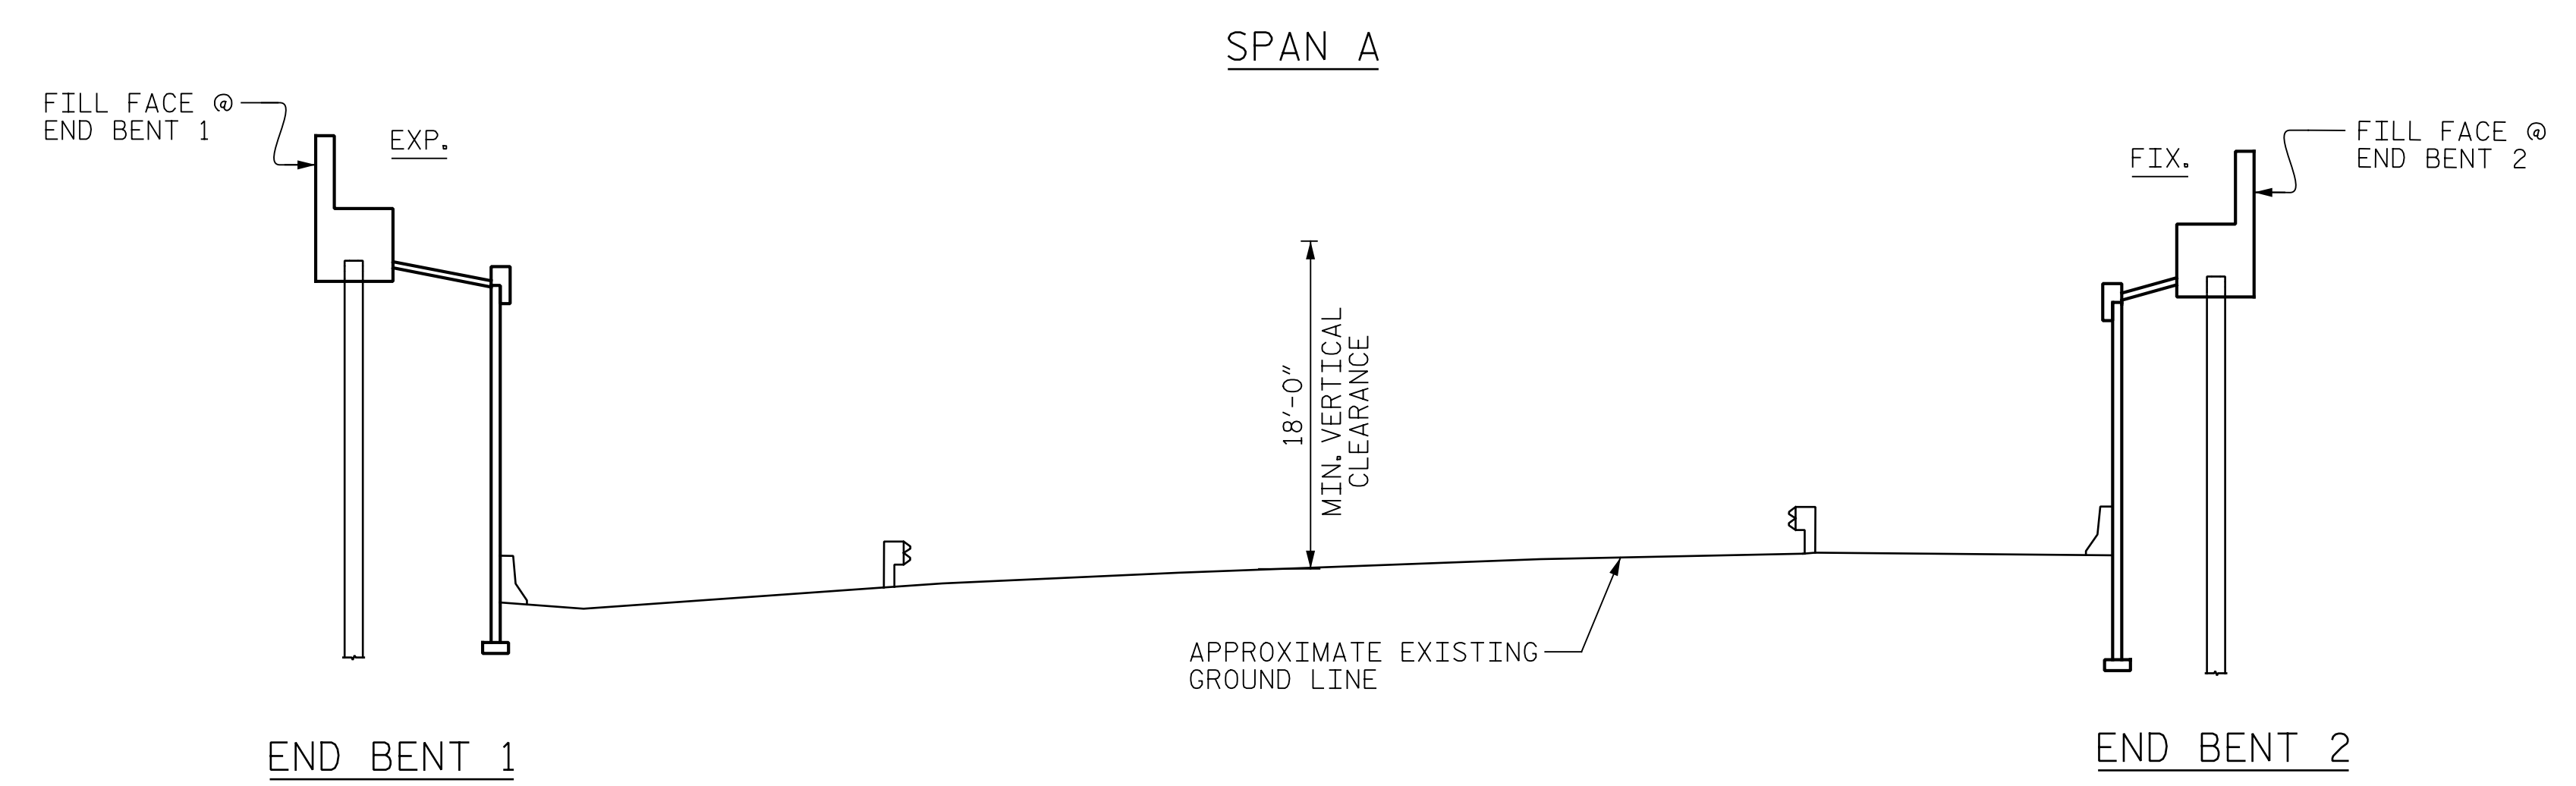 SPAN A
FILL FACE @
END BENT 1
EXP.
FIX.
FILL FACE @
END BENT 2
18'-0"
MIN. VERTICAL
CLEARANCE
APPROXIMATE EXISTING
GROUND LINE
END BENT 1
END BENT 2